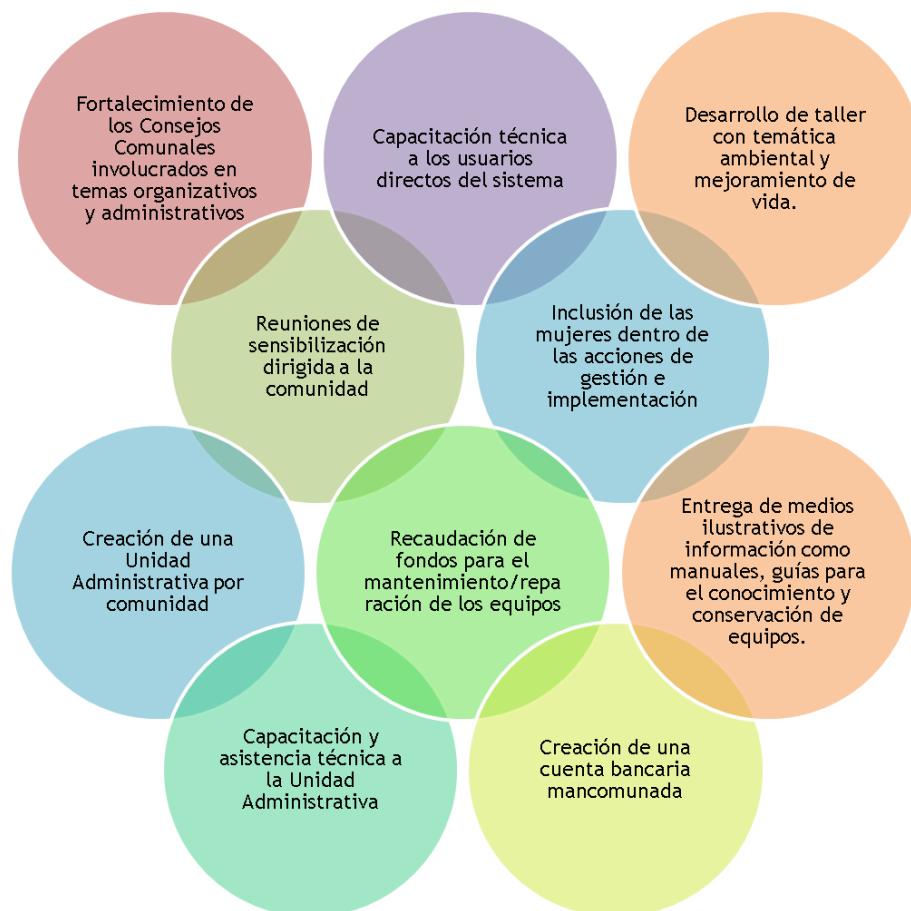 Fortalecimiento de
los Consejos
Comunales
involucrados en
temas organizativos
y administrativos
Capacitación técnica
a los usuarios
directos del sistema
Desarrollo de taller
con temática
ambiental y
mejoramiento de
vida.
Reuniones de
sensibilización
dirigida a la
comunidad
Inclusión de las
mujeres dentro de
las acciones de
gestión e
implementación
Creación de una
Unidad
Administrativa por
comunidad
Recaudación de
fondos para el
mantenimiento/repa
ración de los equipos
Entrega de medios
ilustrativos de
información como
manuales, guías para
el conocimiento y
conservación de
equipos.
Capacitación y
asistencia técnica a
la Unidad
Administrativa
Creación de una
cuenta bancaria
mancomunada